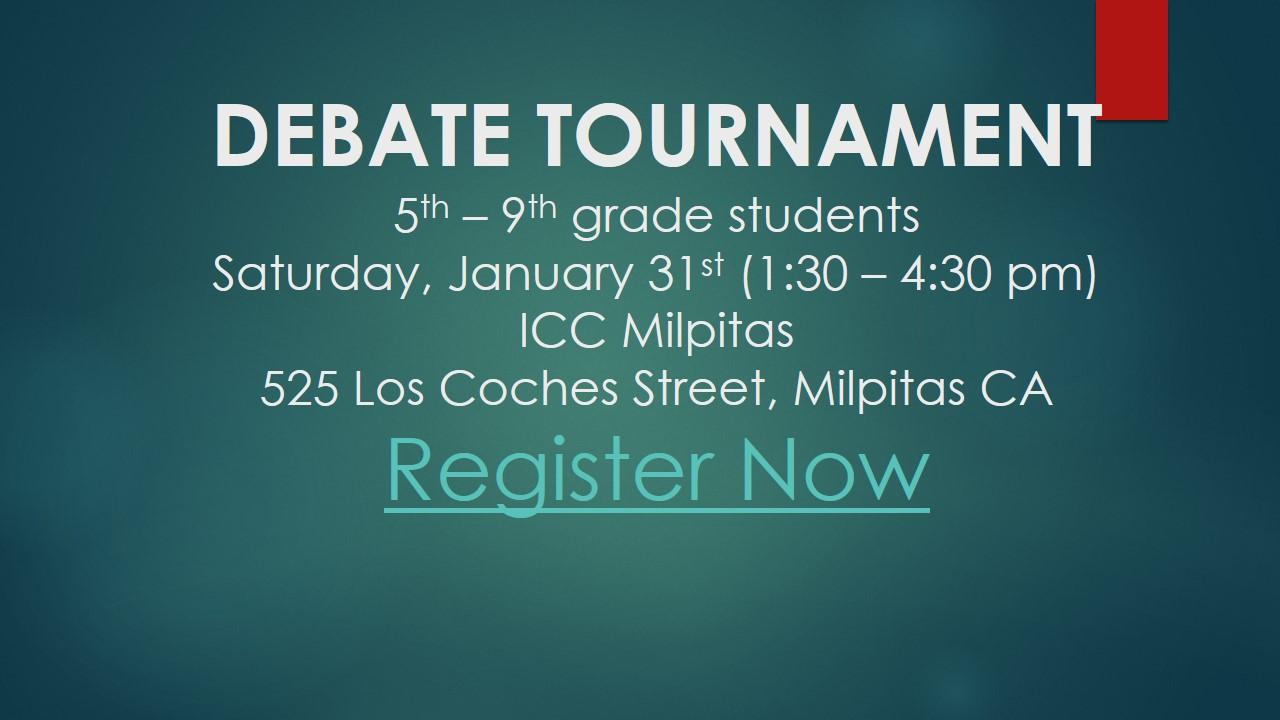 DEBATE TOURNAMENT
5th – 9th grade students
Saturday, January 31st (1:30 – 4:30 pm)
ICC Milpitas
525 Los Coches Street, Milpitas CA
Register Now